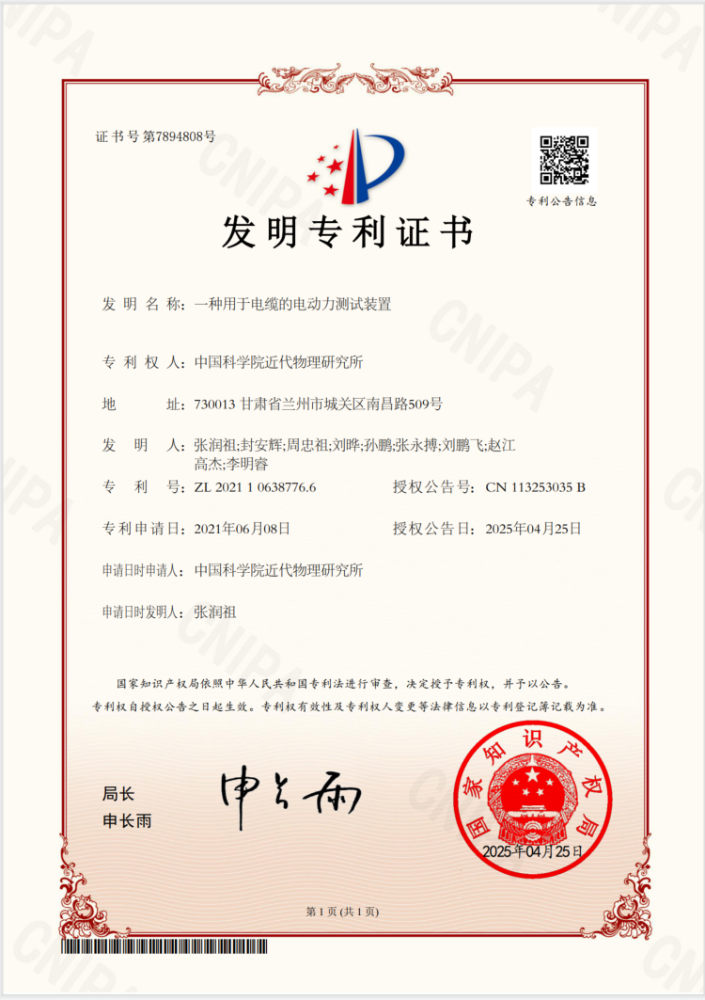 证书号第7894808号
专利公告信息
发明专利证书
发明名称：一种用于电缆的电动力测试装置
专利权人：中国科学院近代物理研究所
地址：730013 甘肃省兰州市城关区南昌路509号
发明人：张润祖;封安辉;周忠祖;刘晔;孙鹏;张永搏;刘鹏飞;赵江
高杰;李明睿
专利号：ZL 2021 1 0638776.6 授权公告号：CN 113253035 B
专利申请日：2021年06月08日 授权公告日：2025年04月25日
申请日时申请人：中国科学院近代物理研究所
申请日时发明人：张润祖
国家知识产权局依照中华人民共和国专利法进行审查，决定授予专利权，并予以公告。
专利权自授权公告之日起生效。专利权有效性及专利权人变更等法律信息以专利登记簿记载为准。
局长
申长雨
申长雨
国家知识产权局
2025年04月25日
第 1 页 (共 1 页)
CNIPA
CNIPA
CNIPA
CNIPA
CNIPA
CNIPA
CNIPA
CNIPA
CNIPA